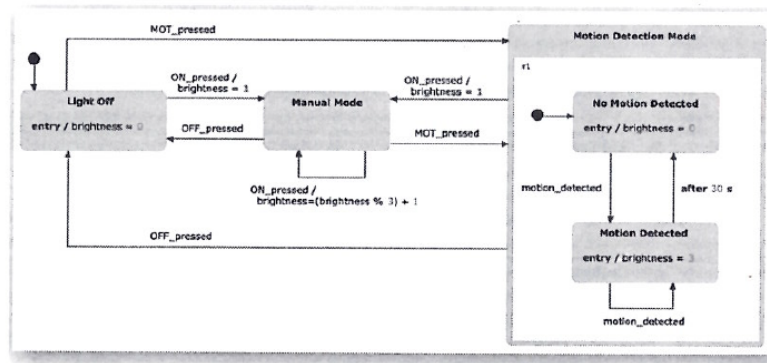 MOT_pressed
Motion Detection Mode
r1
ON_pressed /
brightness = 1
ON_pressed /
brightness = 1
Light Off
entry / brightness = 0
Manual Mode
No Motion Detected
entry / brightness = 0
OFF_pressed
MOT_pressed
motion_detected
after 30 s
ON_pressed /
brightness=(brightness % 3) + 1
OFF_pressed
Motion Detected
entry / brightness = 3
motion_detected